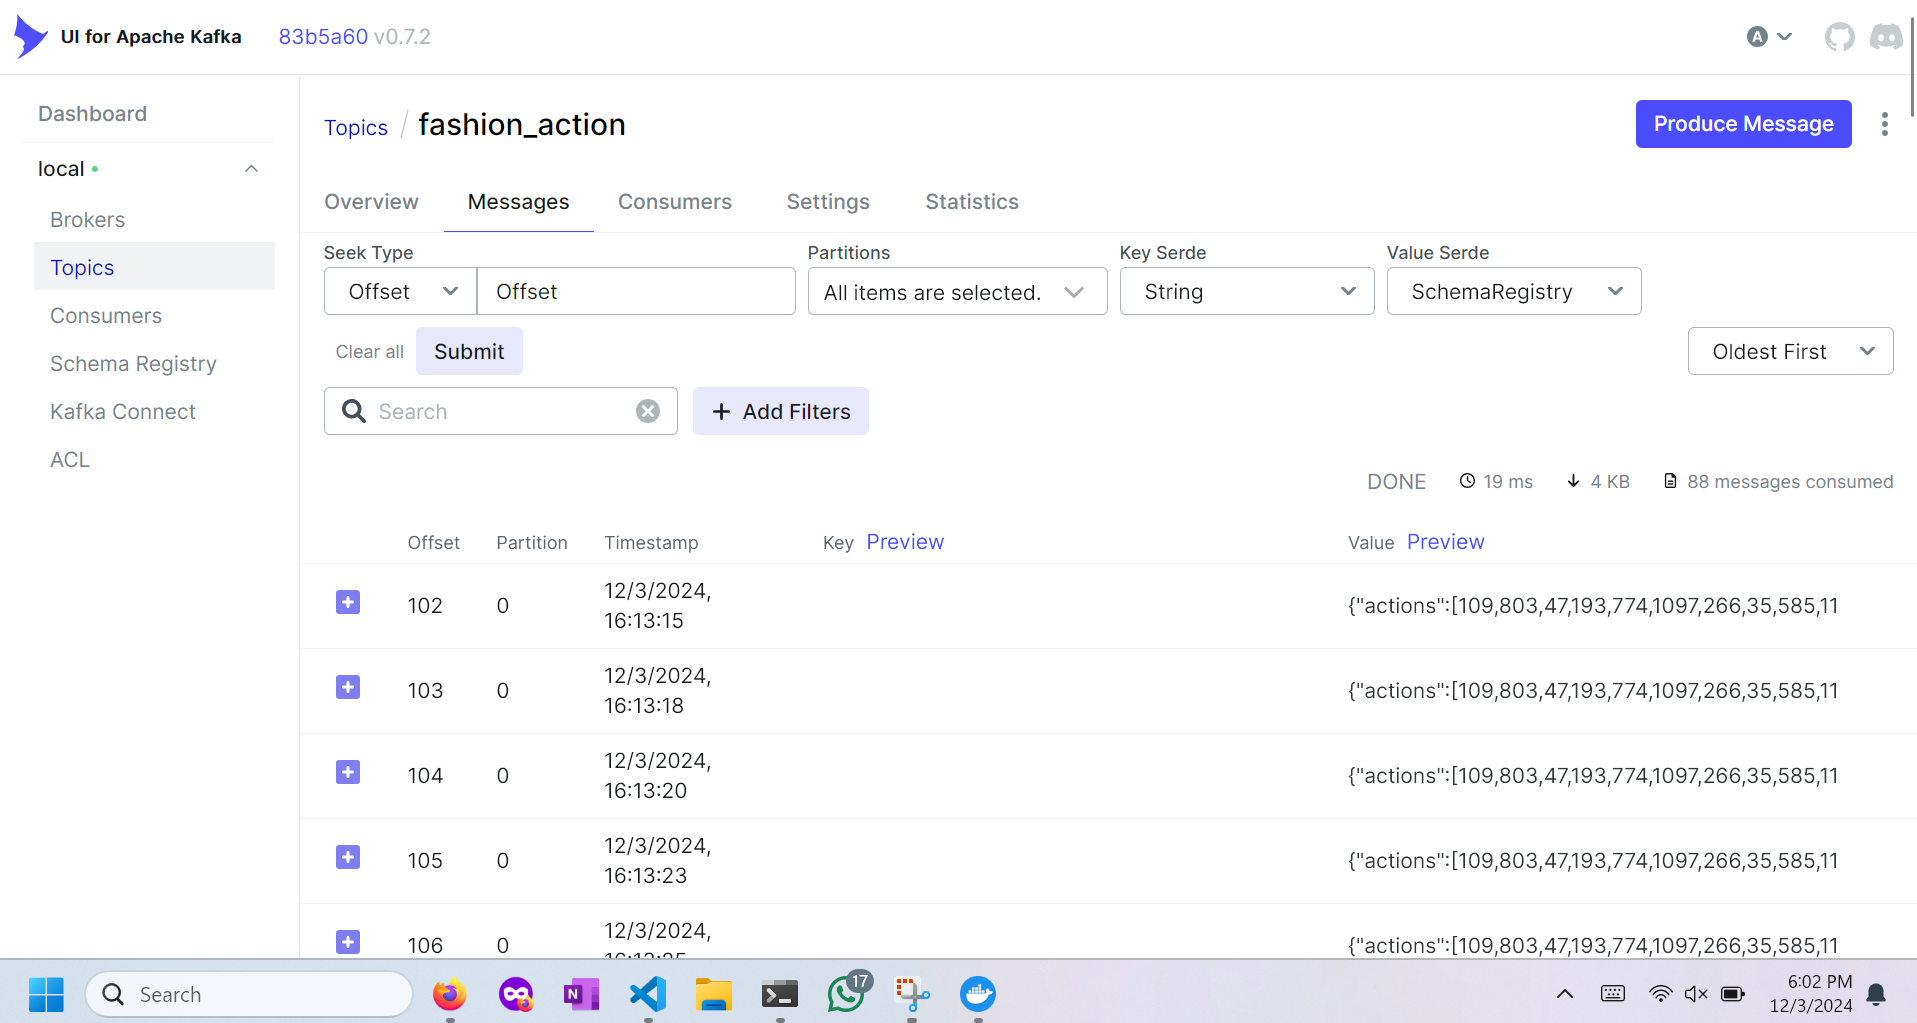 UI for Apache Kafka 83b5a60 v0.7.2 A
Dashboard
local
Brokers
Topics
Consumers
Schema Registry
Kafka Connect
ACL
Topics / fashion_action Produce Message
Overview Messages Consumers Settings Statistics
Seek Type Partitions Key Serde Value Serde
Offset Offset All items are selected. String SchemaRegistry
Clear all Submit Oldest First
Search Add Filters
DONE 19 ms 4 KB 88 messages consumed
Offset Partition Timestamp Key Preview Value Preview
102 0 12/3/2024, {"actions":[109,803,47,193,774,1097,266,35,585,11
16:13:15
103 0 12/3/2024, {"actions":[109,803,47,193,774,1097,266,35,585,11
16:13:18
104 0 12/3/2024, {"actions":[109,803,47,193,774,1097,266,35,585,11
16:13:20
105 0 12/3/2024, {"actions":[109,803,47,193,774,1097,266,35,585,11
16:13:23
106 0 12/3/2024, {"actions":[109,803,47,193,774,1097,266,35,585,11
Search N 17 6:02 PM
12/3/2024